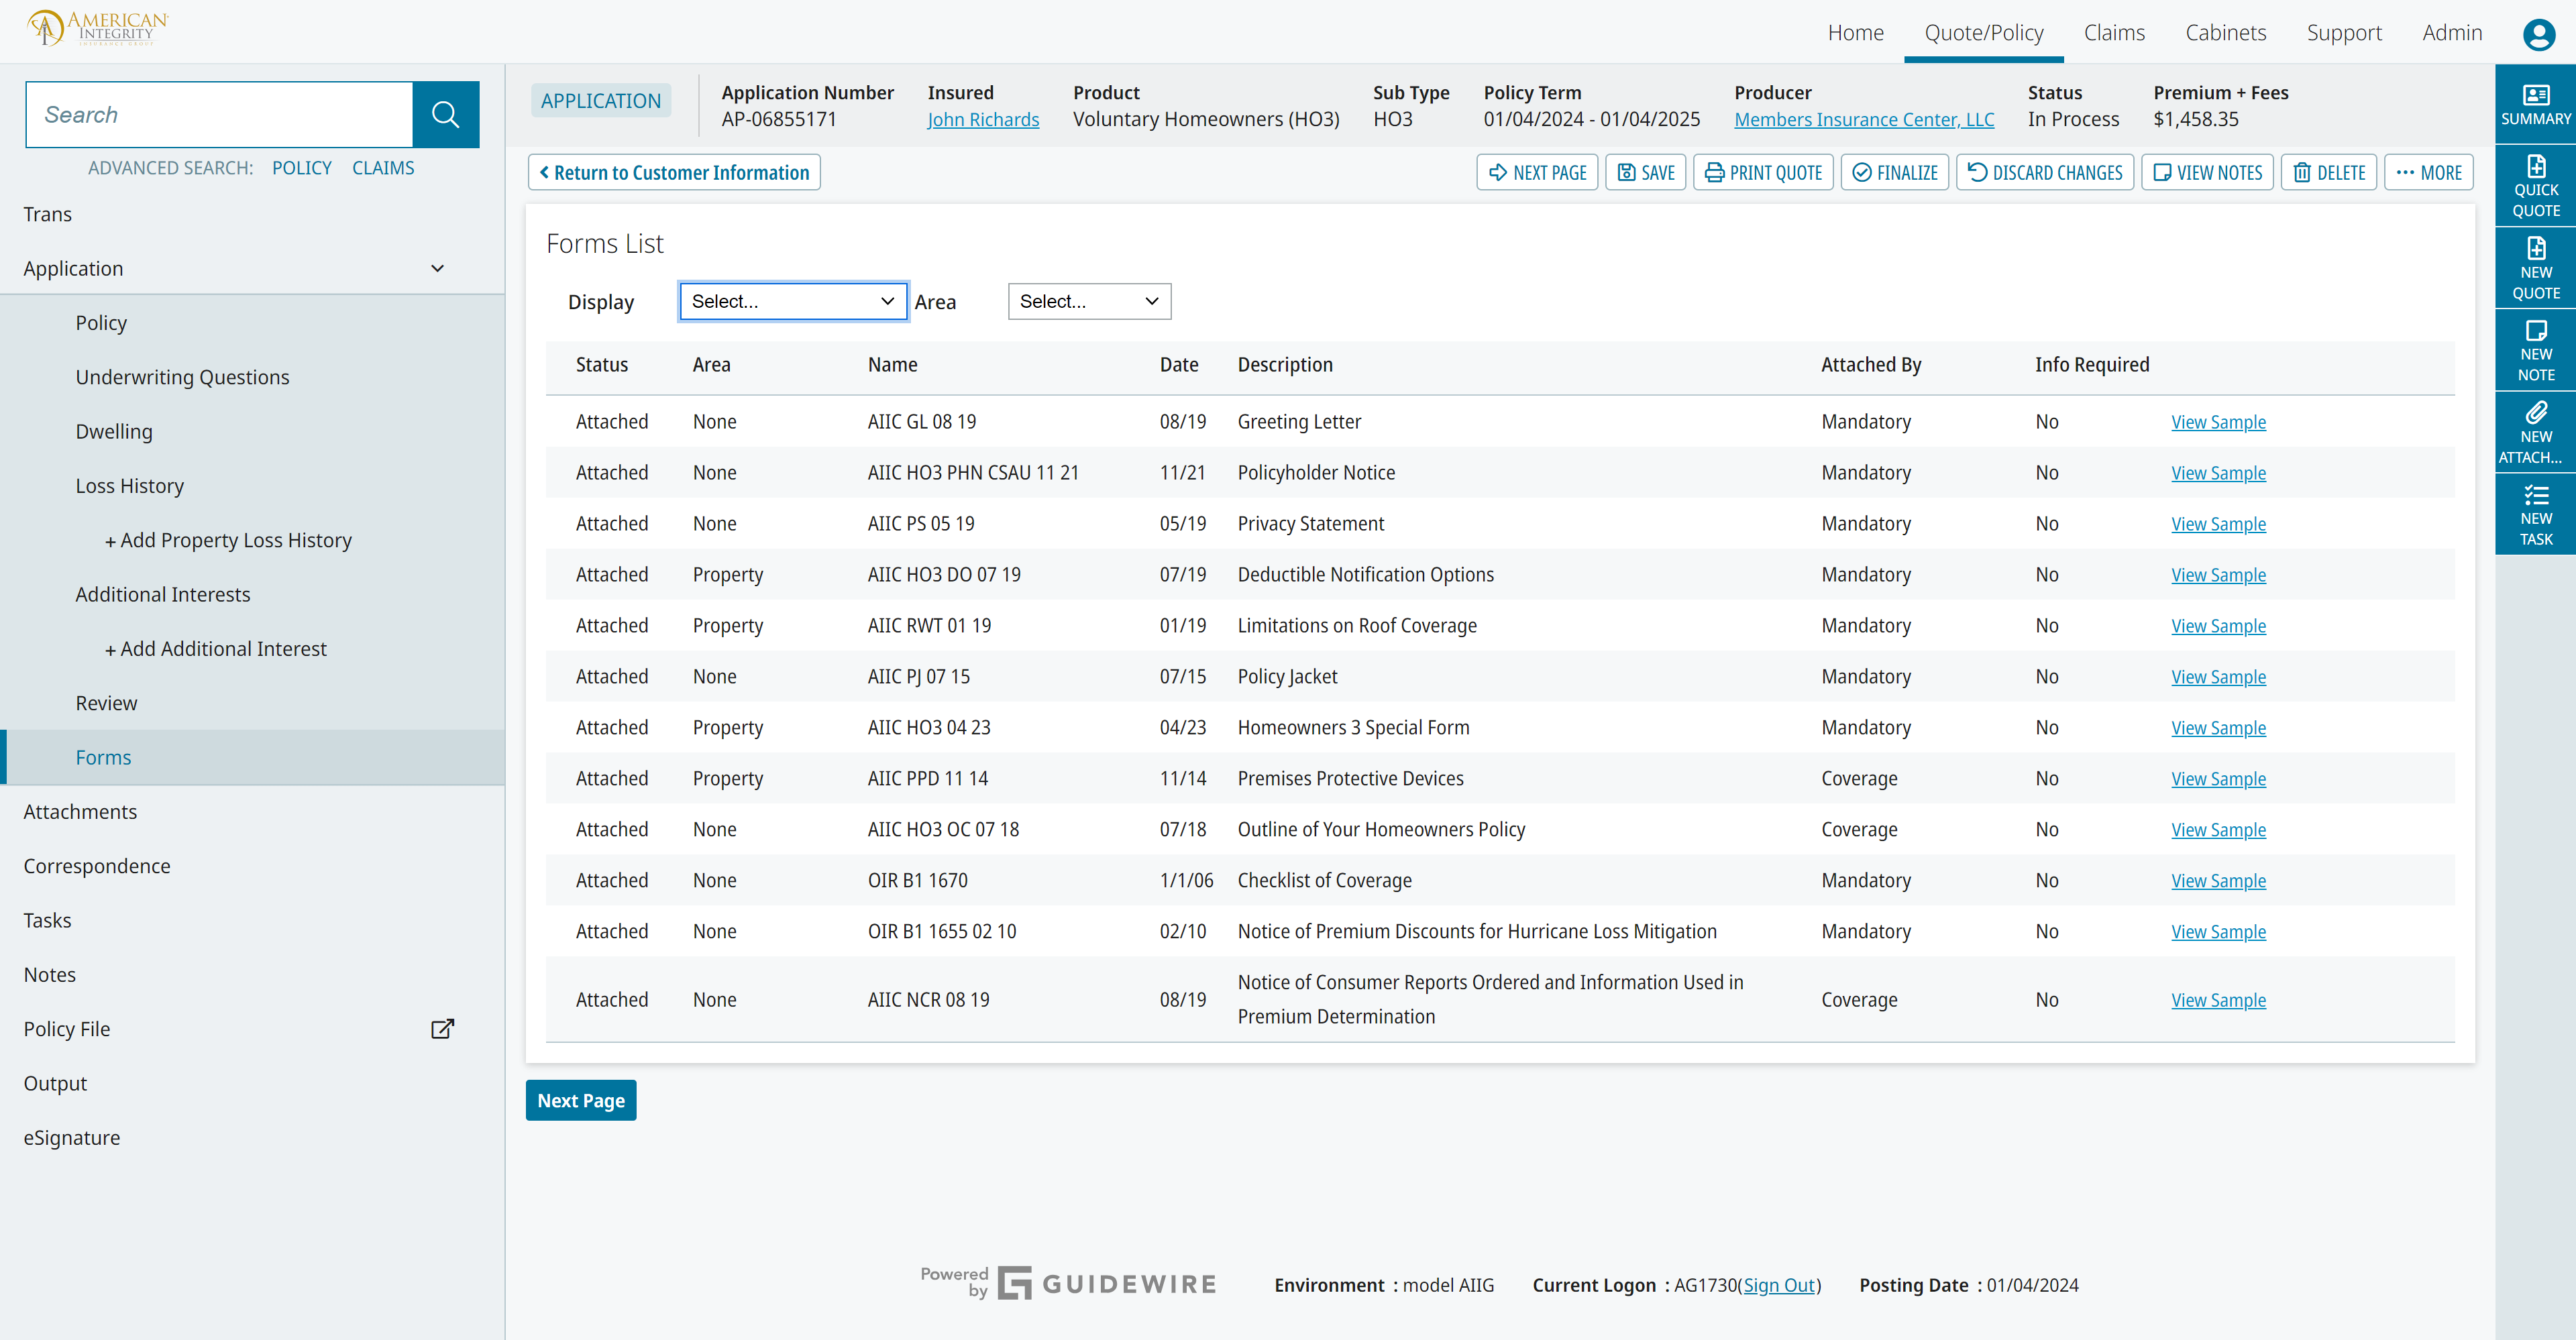 AMERICAN
INTEGRITY
INSURANCE GROUP
Home Quote/Policy Claims Cabinets Support Admin
Search
ADVANCED SEARCH: POLICY CLAIMS
Trans
Application
Policy
Underwriting Questions
Dwelling
Loss History
+ Add Property Loss History
Additional Interests
+ Add Additional Interest
Review
Forms
Attachments
Correspondence
Tasks
Notes
Policy File
Output
eSignature
APPLICATION
Application Number Insured Product Sub Type Policy Term Producer Status Premium + Fees
AP-06855171 John Richards Voluntary Homeowners (HO3) HO3 01/04/2024 - 01/04/2025 Members Insurance Center, LLC In Process $1,458.35
Return to Customer Information NEXT PAGE SAVE PRINT QUOTE FINALIZE DISCARD CHANGES VIEW NOTES DELETE MORE
Forms List
Display Select... Area Select...
Status Area Name Date Description Attached By Info Required
Attached None AIIC GL 08 19 08/19 Greeting Letter Mandatory No View Sample
Attached None AIIC HO3 PHN CSAU 11 21 11/21 Policyholder Notice Mandatory No View Sample
Attached None AIIC PS 05 19 05/19 Privacy Statement Mandatory No View Sample
Attached Property AIIC HO3 DO 07 19 07/19 Deductible Notification Options Mandatory No View Sample
Attached Property AIIC RWT 01 19 01/19 Limitations on Roof Coverage Mandatory No View Sample
Attached None AIIC PJ 07 15 07/15 Policy Jacket Mandatory No View Sample
Attached Property AIIC HO3 04 23 04/23 Homeowners 3 Special Form Mandatory No View Sample
Attached Property AIIC PPD 11 14 11/14 Premises Protective Devices Coverage No View Sample
Attached None AIIC HO3 OC 07 18 07/18 Outline of Your Homeowners Policy Coverage No View Sample
Attached None OIR B1 1670 1/1/06 Checklist of Coverage Mandatory No View Sample
Attached None OIR B1 1655 02 10 02/10 Notice of Premium Discounts for Hurricane Loss Mitigation Mandatory No View Sample
Attached None AIIC NCR 08 19 08/19 Notice of Consumer Reports Ordered and Information Used in
Premium Determination Coverage No View Sample
Next Page
SUMMARY
QUICK
QUOTE
NEW
QUOTE
NEW
NOTE
NEW
ATTACH...
NEW
TASK
Powered
by GUIDEWIRE Environment : model AIIG Current Logon : AG1730(Sign Out) Posting Date : 01/04/2024